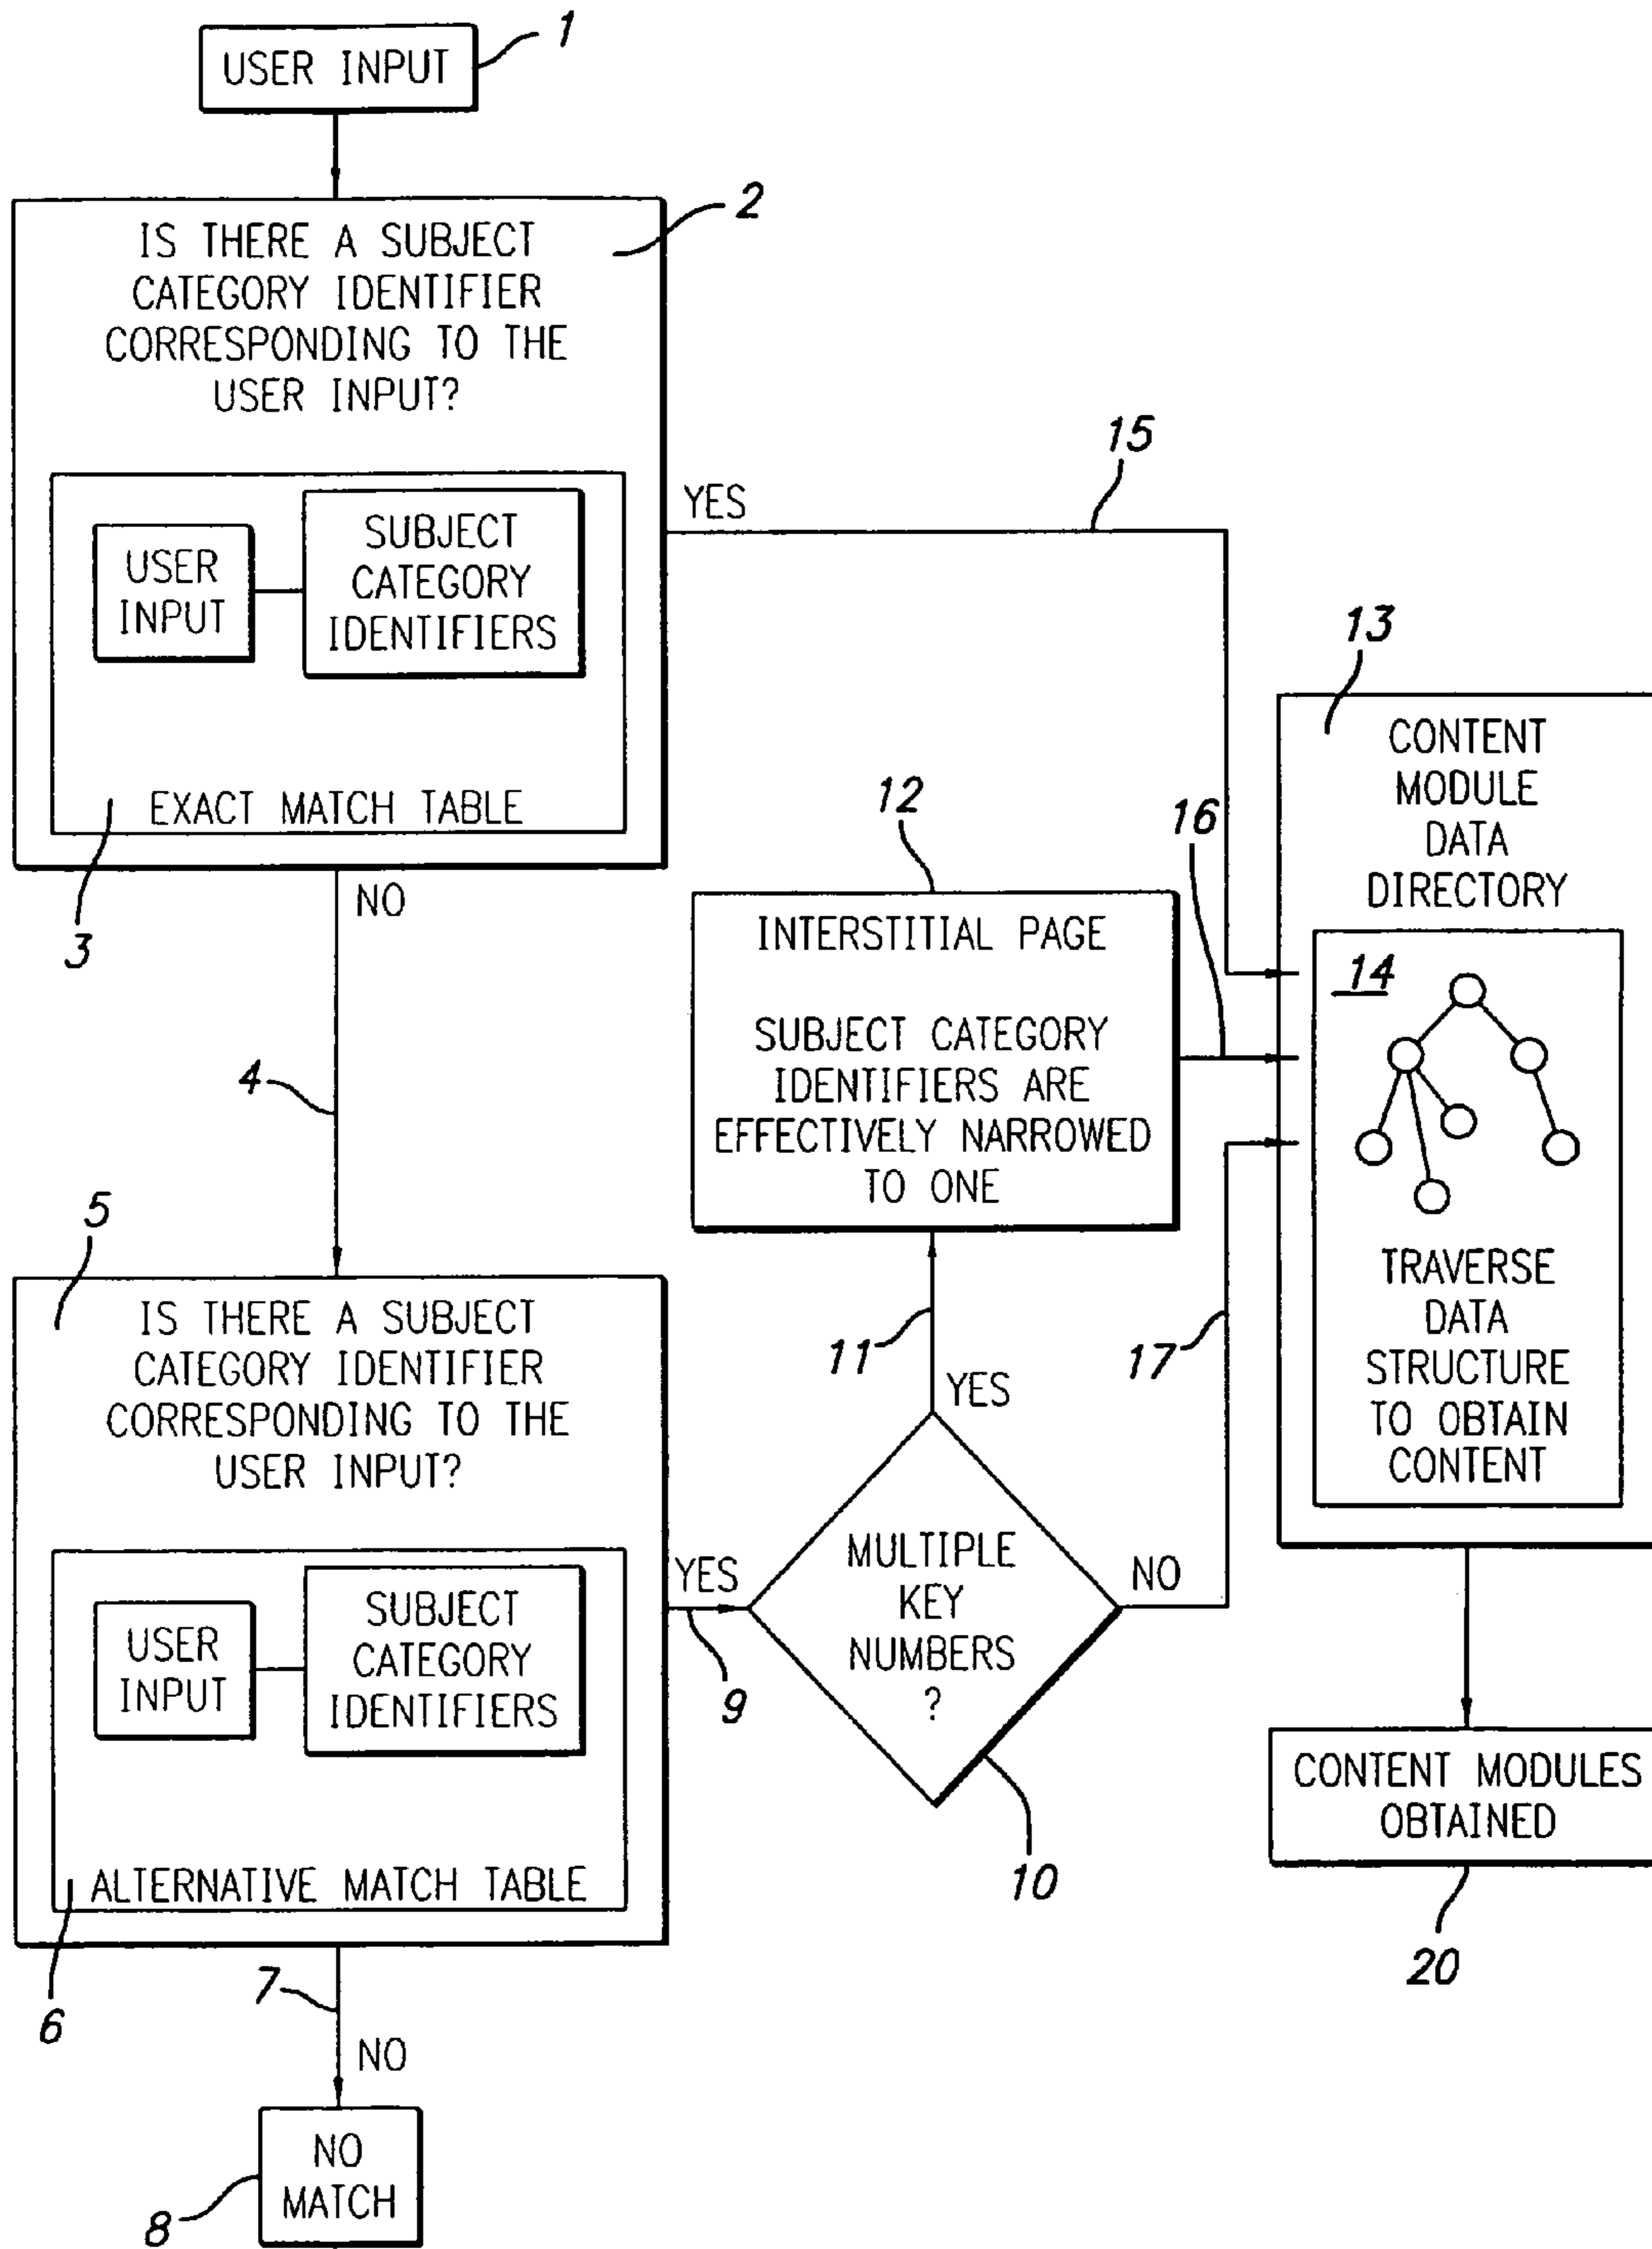 1
USER INPUT
2
IS THERE A SUBJECT
CATEGORY IDENTIFIER
CORRESPONDING TO THE
USER INPUT?
USER
INPUT
SUBJECT
CATEGORY
IDENTIFIERS
EXACT MATCH TABLE
3
YES
15
NO
4
5
IS THERE A SUBJECT
CATEGORY IDENTIFIER
CORRESPONDING TO THE
USER INPUT?
USER
INPUT
SUBJECT
CATEGORY
IDENTIFIERS
ALTERNATIVE MATCH TABLE
6
7
NO
NO
MATCH
8
YES
9
MULTIPLE
KEY
NUMBERS
?
10
YES
11
NO
17
12
INTERSTITIAL PAGE
SUBJECT CATEGORY
IDENTIFIERS ARE
EFFECTIVELY NARROWED
TO ONE
16
13
CONTENT
MODULE
DATA
DIRECTORY
14
TRAVERSE
DATA
STRUCTURE
TO OBTAIN
CONTENT
CONTENT MODULES
OBTAINED
20